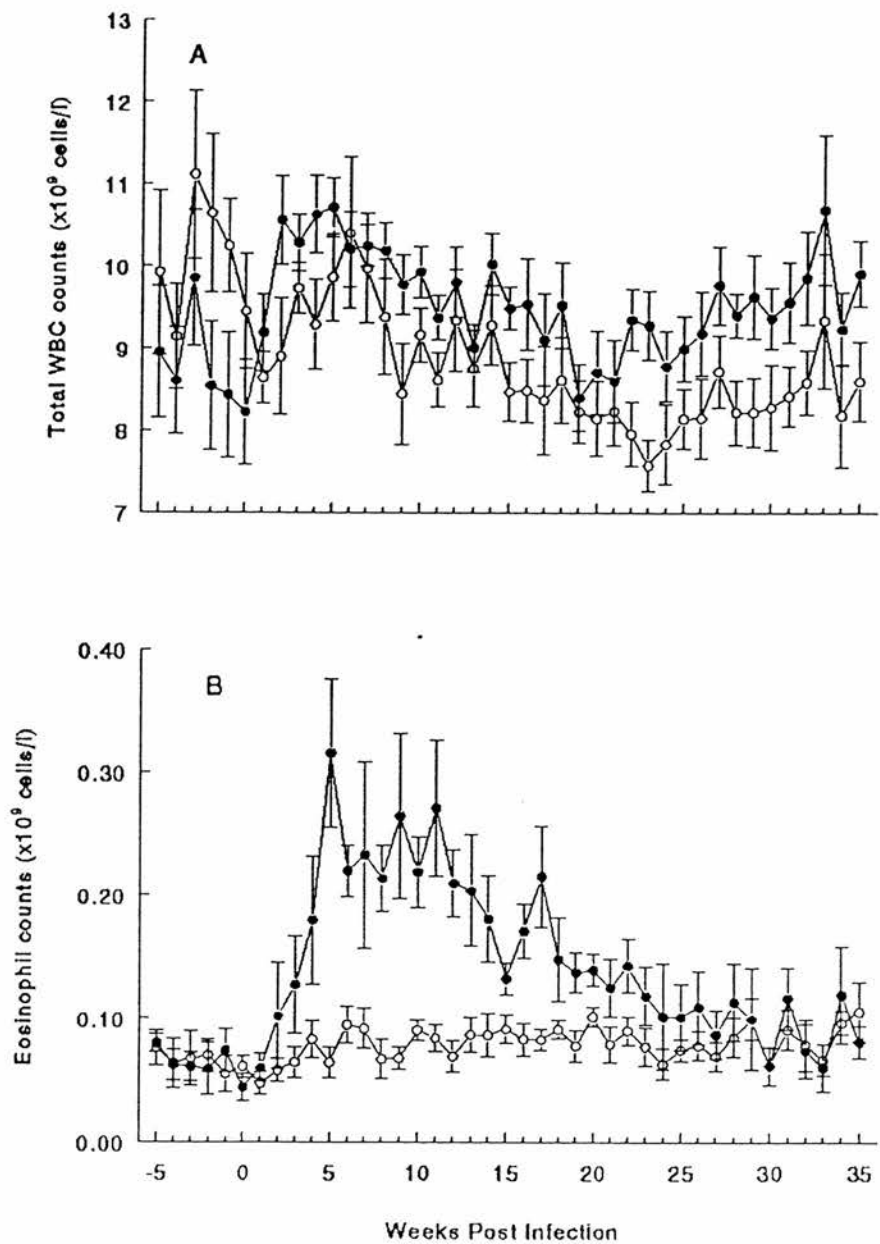 A
Total WBC counts (x10⁹ cells/l)
13
12
11
10
9
8
7
B
Eosinophil counts (x10⁹ cells/l)
0.40
0.30
0.20
0.10
0.00
-5 0 5 10 15 20 25 30 35
Weeks Post Infection